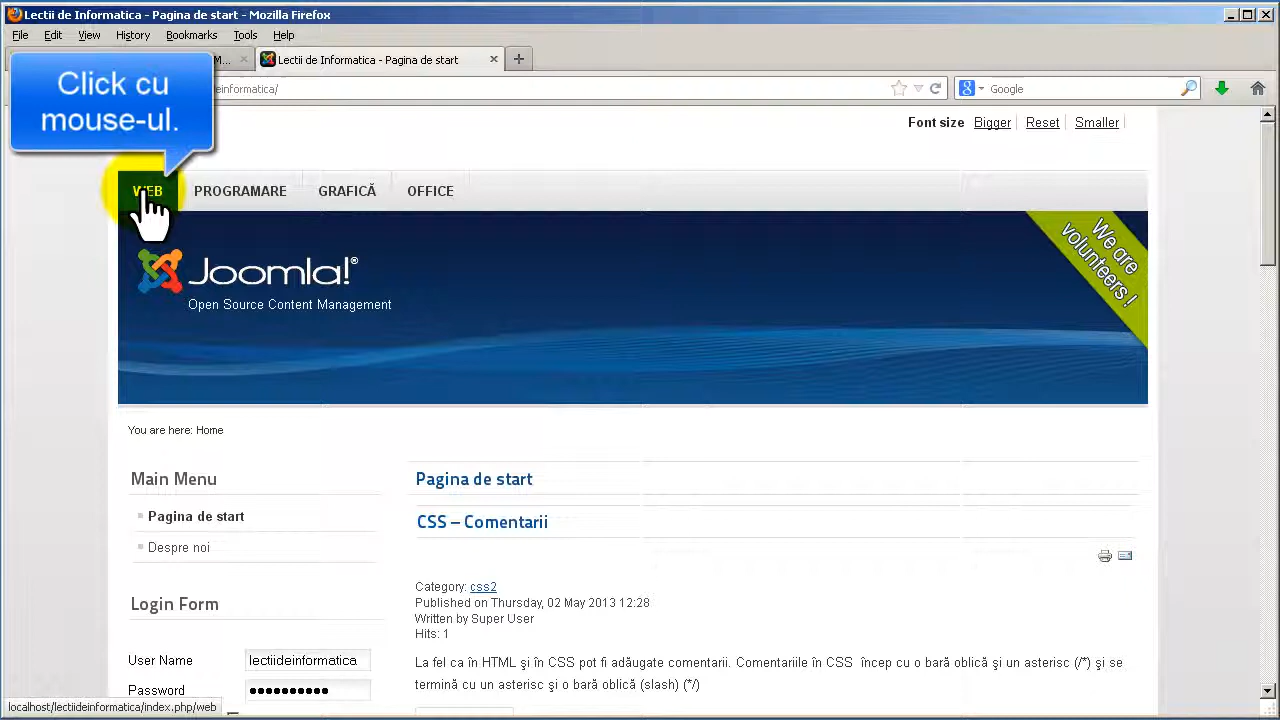 Lectii de Informatica - Pagina de start - Mozilla Firefox
File Edit View History Bookmarks Tools Help
M... Lectii de Informatica - Pagina de start
Click cu
mouse-ul.
einformatica/
Google
Font size Bigger Reset Smaller
WEB PROGRAMARE GRAFICĂ OFFICE
We are
volunteers!
Joomla!®
Open Source Content Management
You are here: Home
Main Menu
Pagina de start
Despre noi
Login Form
User Name lectiideinformatica
Password
Pagina de start
CSS – Comentarii
Category: css2
Published on Thursday, 02 May 2013 12:28
Written by Super User
Hits: 1
La fel ca în HTML şi în CSS pot fi adăugate comentarii. Comentariile în CSS încep cu o bară oblică şi un asterisc (/*) şi se
termină cu un asterisc şi o bară oblică (slash) (*/)
localhost/lectiideinformatica/index.php/web